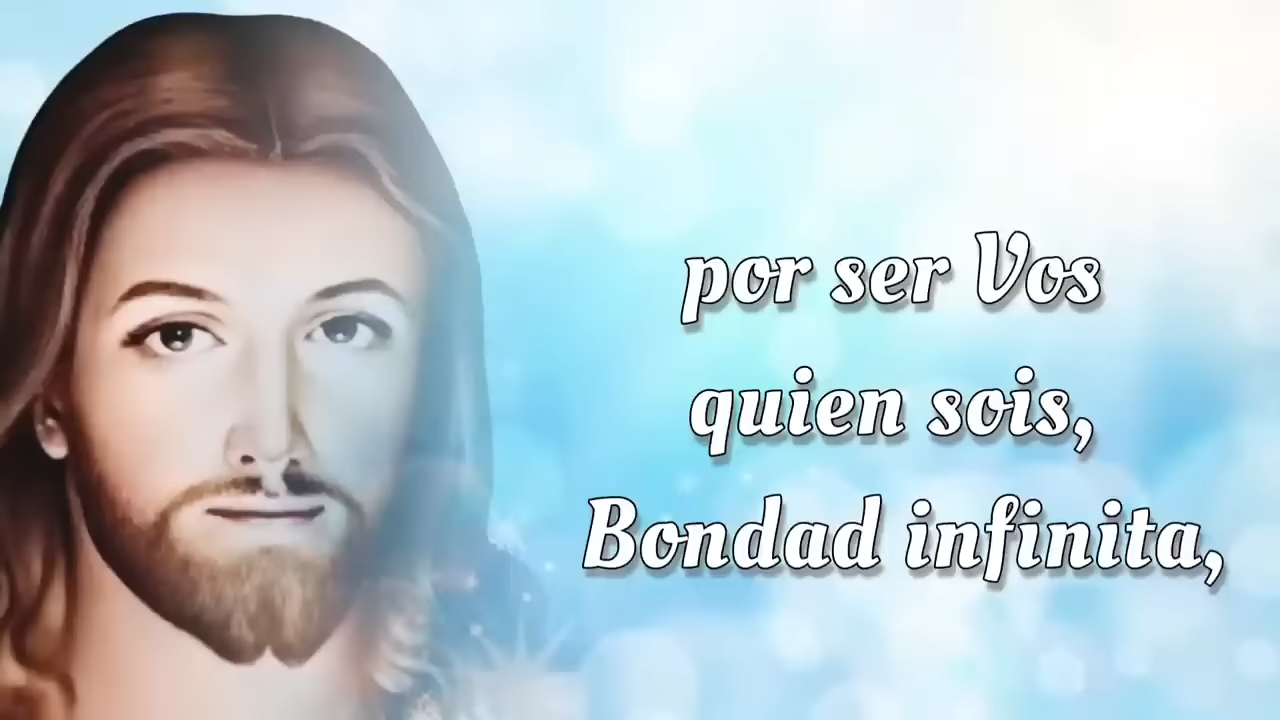 por ser Vos
quien sois,
Bondad infinita,